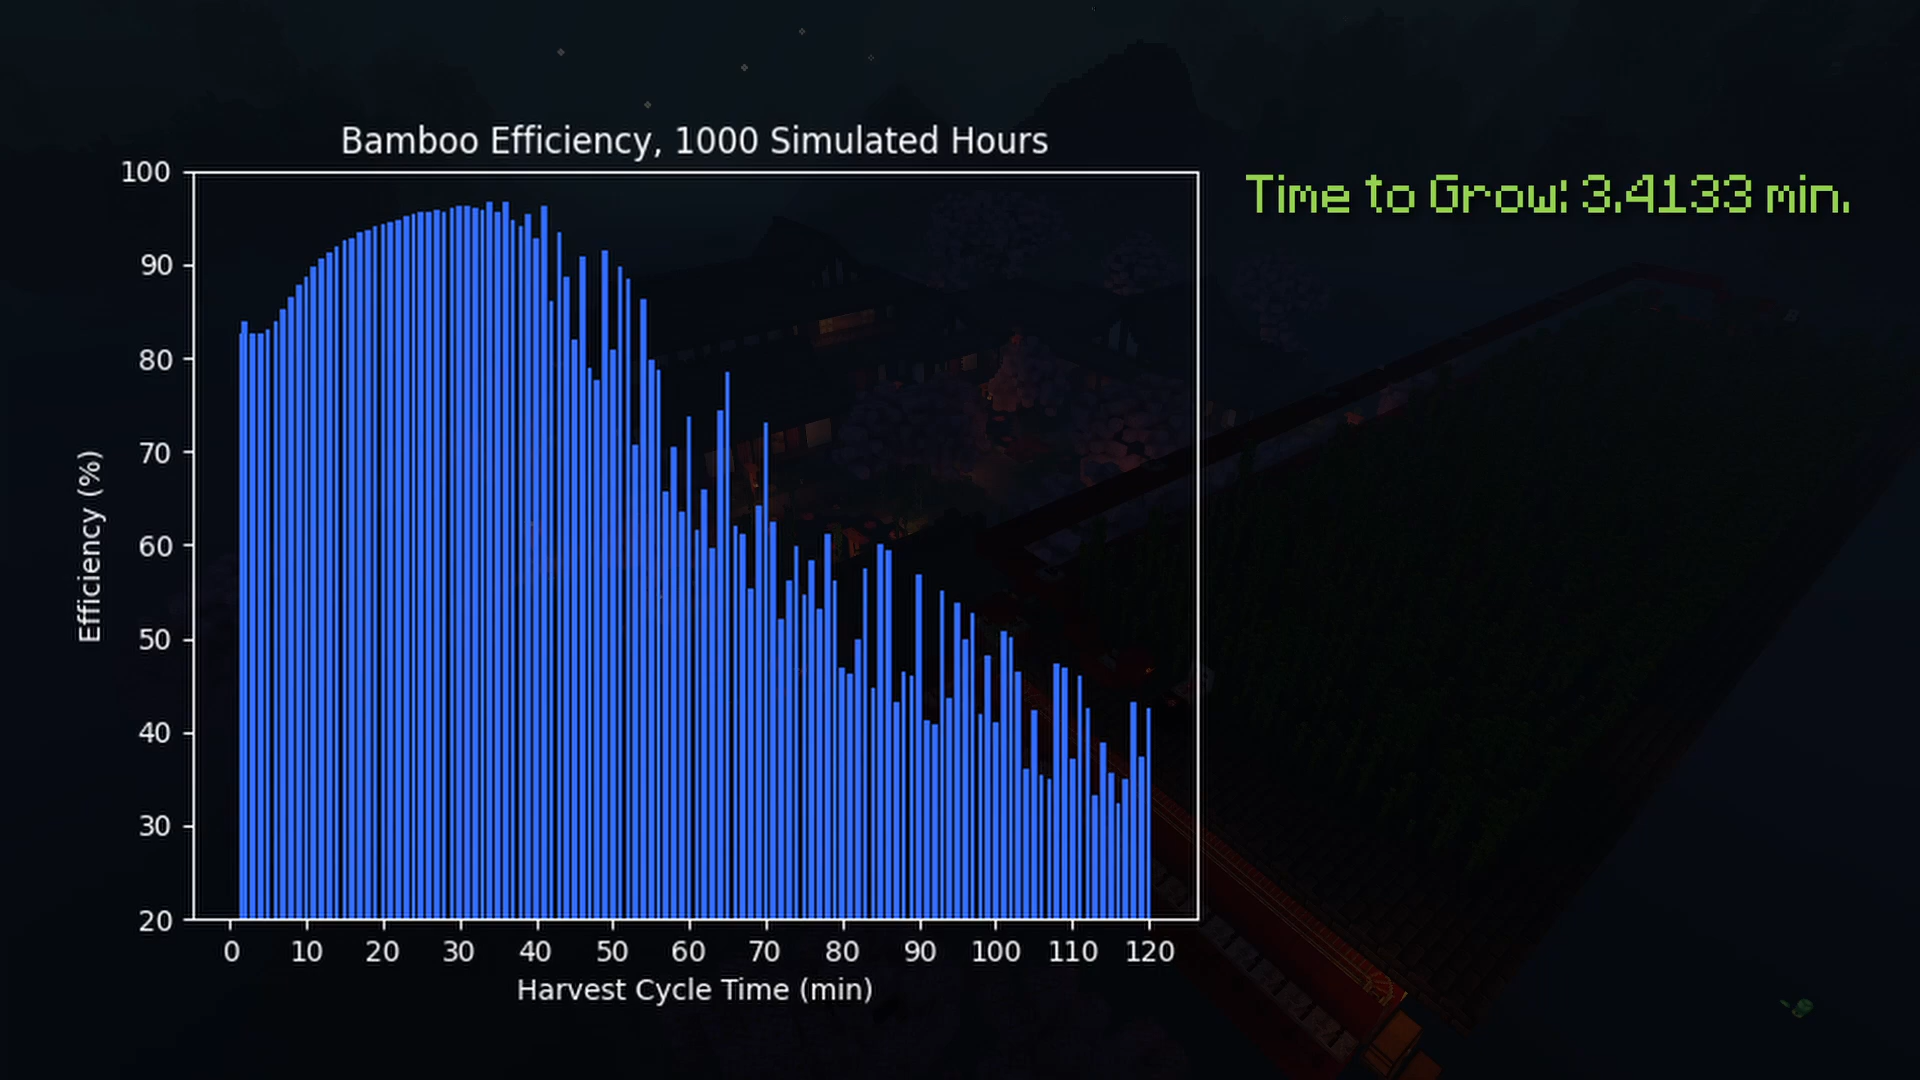 Bamboo Efficiency, 1000 Simulated Hours
Time to Grow: 3.4133 min.
100
90
80
70
60
50
40
30
20
Efficiency (%)
0 10 20 30 40 50 60 70 80 90 100 110 120
Harvest Cycle Time (min)